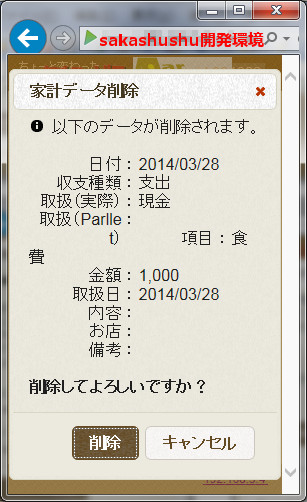 sakashushu開発環境
家計データ削除
以下のデータが削除されます。
日付： 2014/03/28
収支種類： 支出
取扱（実際）： 現金
取扱（Parlle：
t） 項目： 食
費
金額： 1,000
取扱日： 2014/03/28
内容：
お店：
備考：
削除してよろしいですか？
削除 キャンセル